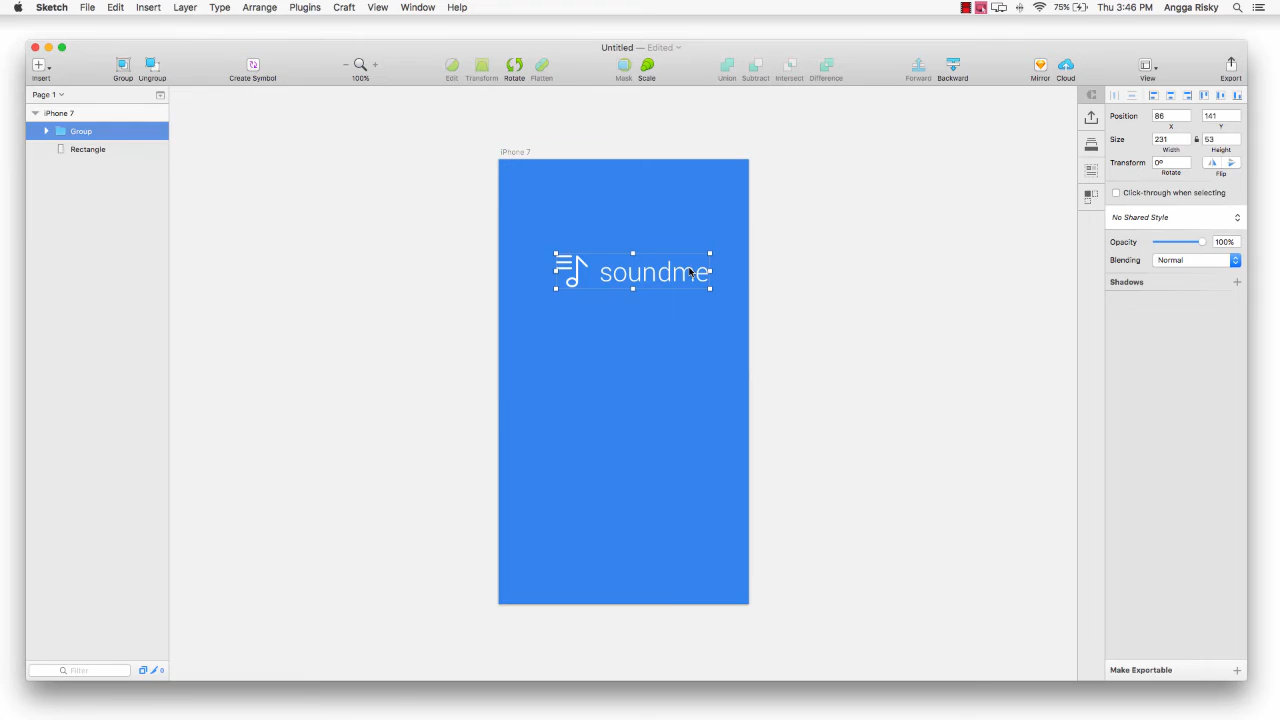 Sketch File Edit Insert Layer Type Arrange Plugins Craft View Window Help 75% Thu 3:46 PM Angga Risky
Untitled — Edited
Insert Group Ungroup Create Symbol 100% Edit Transform Rotate Flatten Mask Scale Union Subtract Intersect Difference Forward Backward Mirror Cloud View Export
Page 1
iPhone 7
Group
Rectangle
Filter
0
iPhone 7
soundme
Position 86 141
X Y
Size 231 53
Width Height
Transform 0º
Rotate Flip
Click-through when selecting
No Shared Style
Opacity 100%
Blending Normal
Shadows
Make Exportable